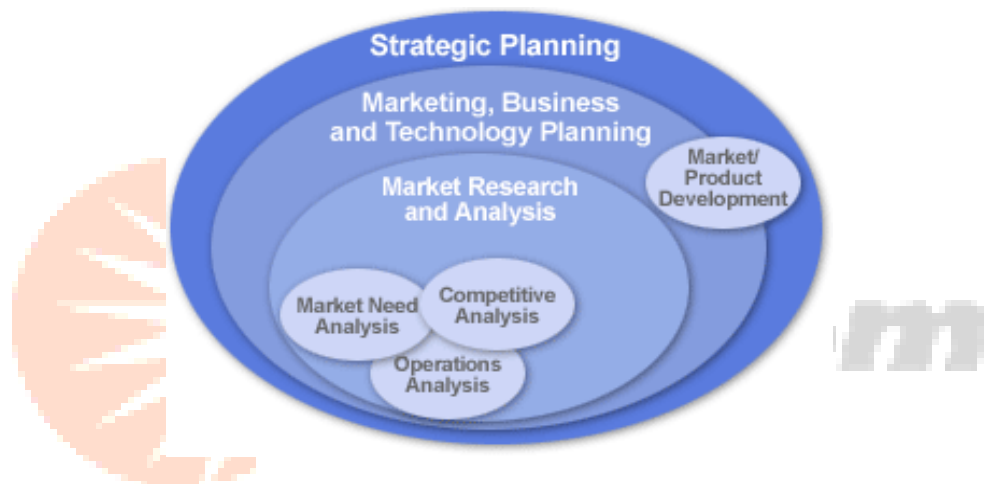 Strategic Planning
Marketing, Business
and Technology Planning
Market/
Product
Development
Market Research
and Analysis
Market Need
Analysis
Competitive
Analysis
Operations
Analysis
m